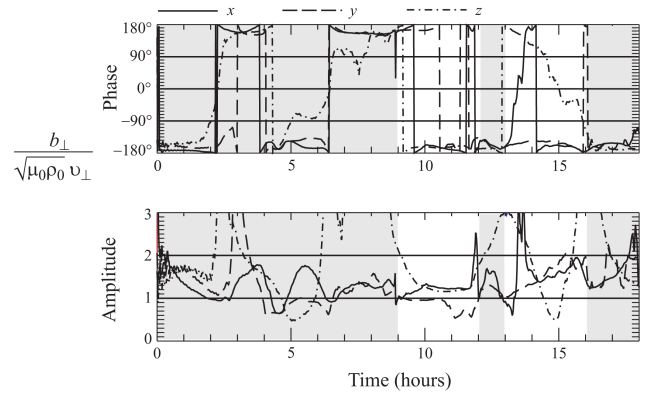 x y z
180°
90°
0°
−90°
−180°
Phase
0 5 10 15
b⊥
√μ₀ρ₀ υ⊥
3
2
1
0
Amplitude
0 5 10 15
Time (hours)